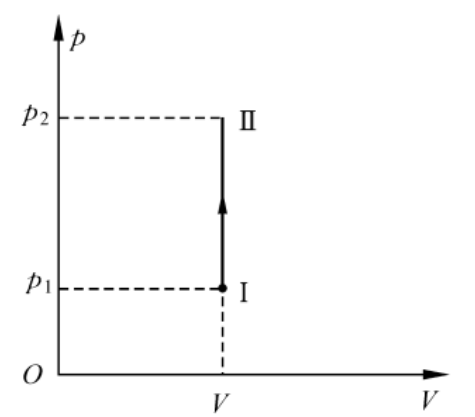 p
p₂
Ⅱ
p₁
Ⅰ
O
V
V